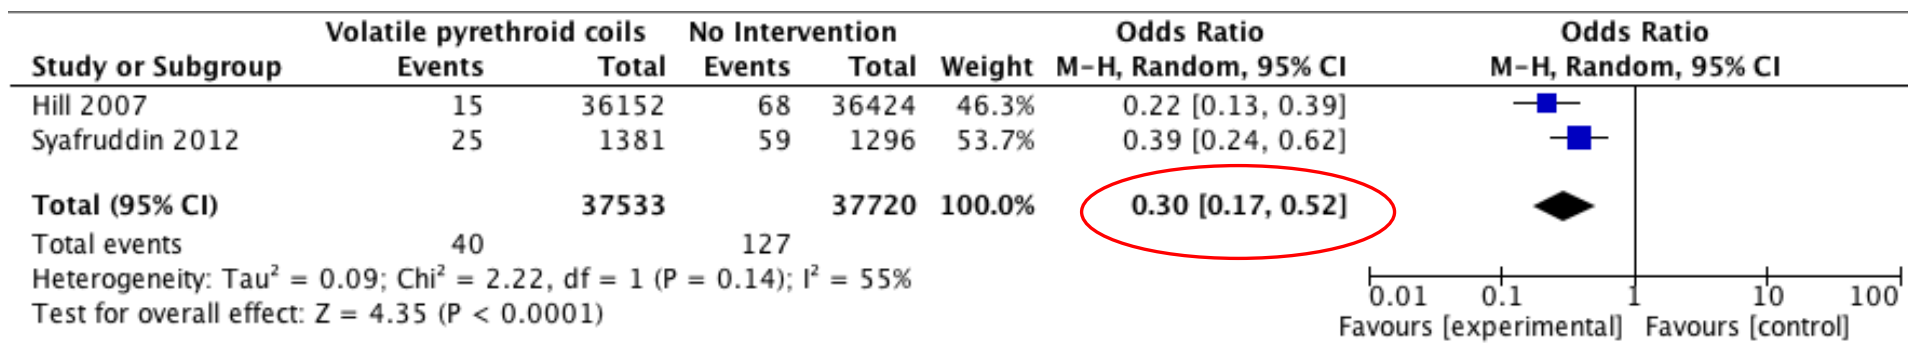 Volatile pyrethroid coils No Intervention Odds Ratio Odds Ratio
Study or Subgroup Events Total Events Total Weight M-H, Random, 95% CI M-H, Random, 95% CI
Hill 2007 15 36152 68 36424 46.3% 0.22 [0.13, 0.39]
Syafruddin 2012 25 1381 59 1296 53.7% 0.39 [0.24, 0.62]
Total (95% CI) 37533 37720 100.0% 0.30 [0.17, 0.52]
Total events 40 127
Heterogeneity: Tau² = 0.09; Chi² = 2.22, df = 1 (P = 0.14); I² = 55%
Test for overall effect: Z = 4.35 (P < 0.0001)
0.01 0.1 1 10 100
Favours [experimental] Favours [control]